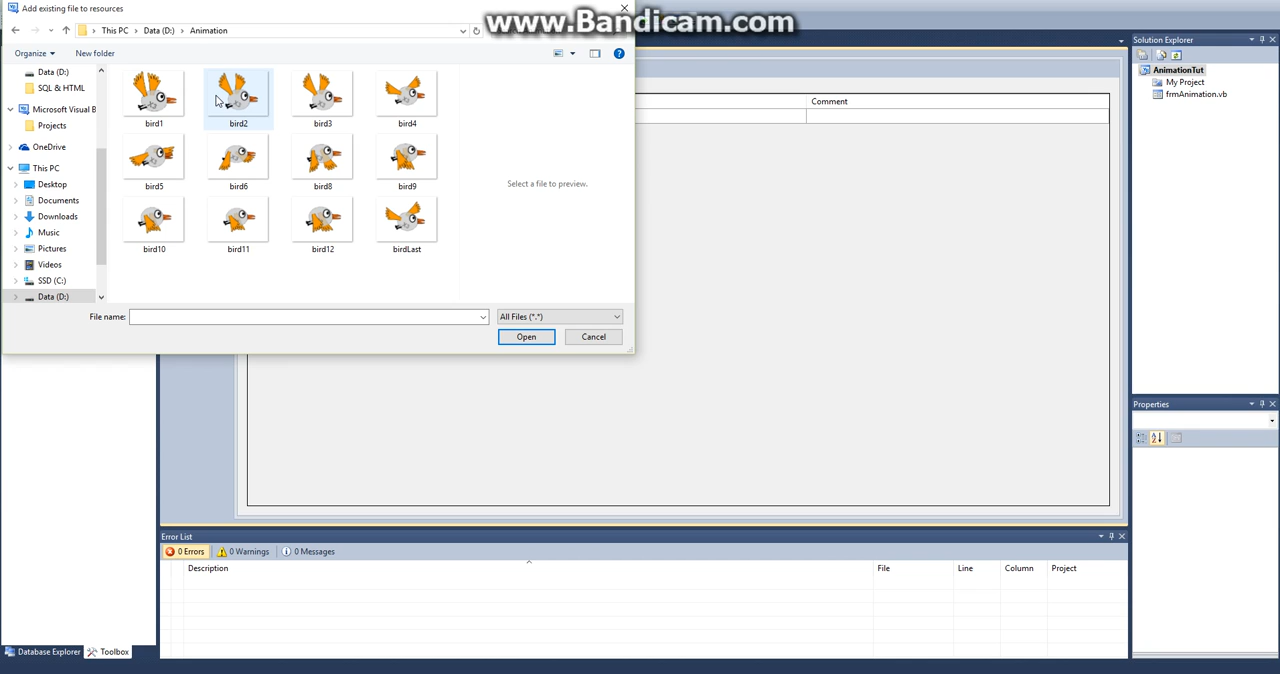 Add existing file to resources
www.Bandicam.com
This PC > Data (D:) > Animation
Organize
New folder
Data (D:)
SQL & HTML
Microsoft Visual B
Projects
OneDrive
This PC
Desktop
Documents
Downloads
Music
Pictures
Videos
SSD (C:)
Data (D:)
bird1
bird2
bird3
bird4
bird5
bird6
bird8
bird9
bird10
bird11
bird12
birdLast
Select a file to preview.
File name:
All Files (*.*)
Open
Cancel
Comment
Solution Explorer
AnimationTut
My Project
frmAnimation.vb
Properties
Error List
0 Errors
0 Warnings
0 Messages
Description
File
Line
Column
Project
Database Explorer
Toolbox